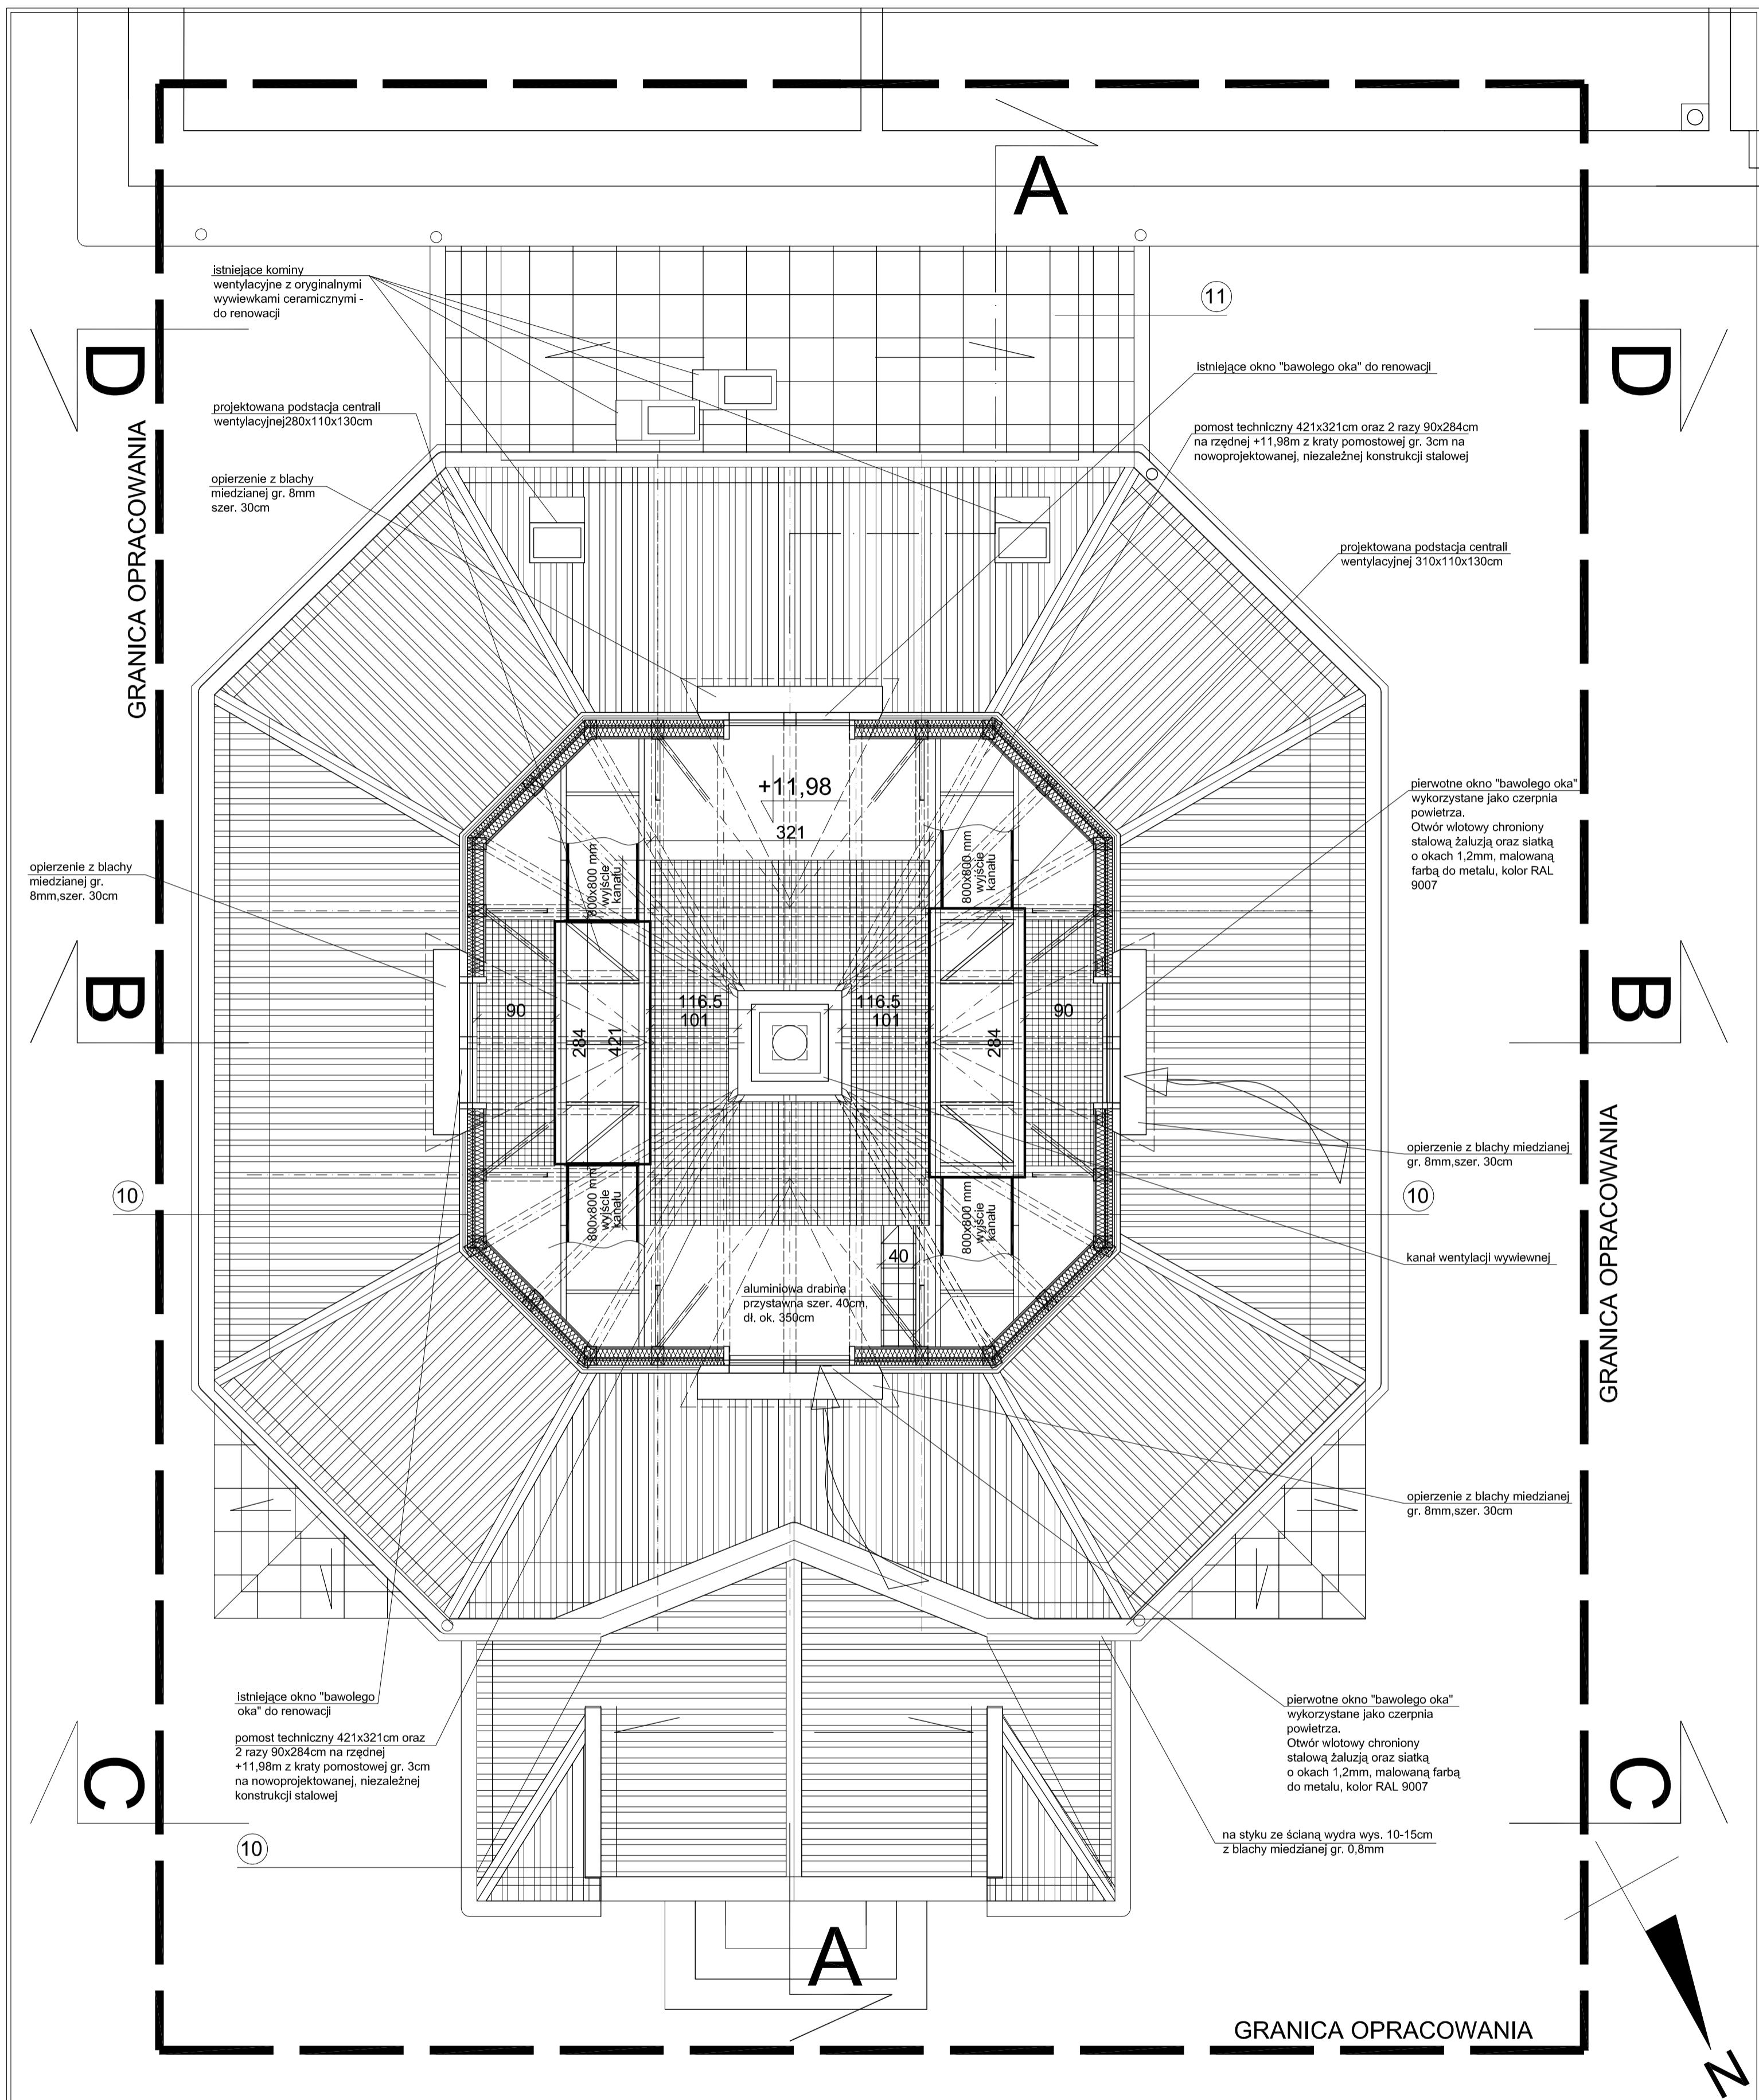 A
istniejące kominy
wentylacyjne z oryginalnymi
wywiewkami ceramicznymi -
do renowacji
11
D
D
istniejące okno "bawolego oka" do renowacji
projektowana podstacja centrali
wentylacyjnej280x110x130cm
pomost techniczny 421x321cm oraz 2 razy 90x284cm
na rzędnej +11,98m z kraty pomostowej gr. 3cm na
nowoprojektowanej, niezależnej konstrukcji stalowej
GRANICA OPRACOWANIA
opierzenie z blachy
miedzianej gr. 8mm
szer. 30cm
projektowana podstacja centrali
wentylacyjnej 310x110x130cm
+11,98
321
pierwotne okno "bawolego oka"
wykorzystane jako czerpnia
powietrza.
Otwór wlotowy chroniony
stalową żaluzją oraz siatką
o okach 1,2mm, malowaną
farbą do metalu, kolor RAL
9007
opierzenie z blachy
miedzianej gr.
8mm,szer. 30cm
800x800 mm
wyjście
kanału
800x800 mm
wyjście
kanału
B
B
90
284
421
116.5
101
116.5
101
284
90
opierzenie z blachy miedzianej
gr. 8mm,szer. 30cm
GRANICA OPRACOWANIA
10
10
800x800 mm
wyjście
kanału
800x800 mm
wyjście
kanału
40
kanał wentylacji wywiewnej
aluminiowa drabina
przystawna szer. 40cm,
dł. ok. 350cm
opierzenie z blachy miedzianej
gr. 8mm,szer. 30cm
istniejące okno "bawolego
oka" do renowacji
pomost techniczny 421x321cm oraz
2 razy 90x284cm na rzędnej
+11,98m z kraty pomostowej gr. 3cm
na nowoprojektowanej, niezależnej
konstrukcji stalowej
pierwotne okno "bawolego oka"
wykorzystane jako czerpnia
powietrza.
Otwór wlotowy chroniony
stalową żaluzją oraz siatką
o okach 1,2mm, malowaną farbą
do metalu, kolor RAL 9007
C
C
10
na styku ze ścianą wydra wys. 10-15cm
z blachy miedzianej gr. 0,8mm
A
GRANICA OPRACOWANIA
N